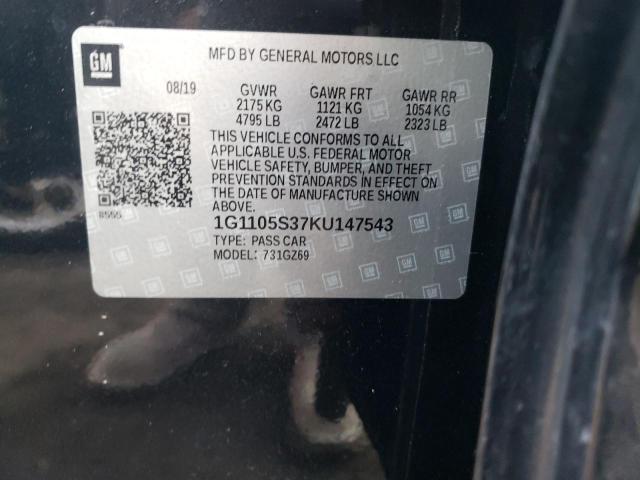 GM
MFD BY GENERAL MOTORS LLC
08/19 GVWR GAWR FRT GAWR RR
2175 KG 1121 KG 1054 KG
4795 LB 2472 LB 2323 LB
THIS VEHICLE CONFORMS TO ALL
APPLICABLE U.S. FEDERAL MOTOR
VEHICLE SAFETY, BUMPER, AND THEFT
PREVENTION STANDARDS IN EFFECT ON
THE DATE OF MANUFACTURE SHOWN
ABOVE.
1G1105S37KU147543
TYPE: PASS CAR
MODEL: 731GZ69